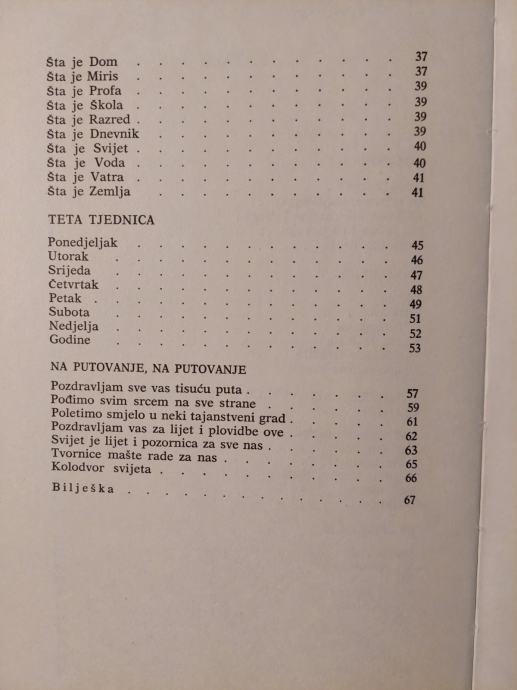 Šta je Dom . . . . . . . . . . . . 37
Šta je Miris . . . . . . . . . . . . 37
Šta je Profa . . . . . . . . . . . . 39
Šta je Škola . . . . . . . . . . . . 39
Šta je Razred . . . . . . . . . . . . 39
Šta je Dnevnik . . . . . . . . . . . 39
Šta je Svijet . . . . . . . . . . . . 40
Šta je Voda . . . . . . . . . . . 40
Šta je Vatra . . . . . . . . . . . 41
Šta je Zemlja . . . . . . . . . . . 41
TETA TJEDNICA
Ponedjeljak . . . . . . . . . . . 45
Utorak . . . . . . . . . . . . 46
Srijeda . . . . . . . . . . . . 47
Četvrtak . . . . . . . . . . . . 48
Petak . . . . . . . . . . . . . 49
Subota . . . . . . . . . . . . 51
Nedjelja . . . . . . . . . . . . 52
Godine . . . . . . . . . . . . 53
NA PUTOVANJE, NA PUTOVANJE
Pozdravljam sve vas tisuću puta . . . . . . 57
Pođimo svim srcem na sve strane . . . . . . 59
Poletimo smjelo u neki tajanstveni grad . . . . 61
Pozdravljam vas za lijet i plovidbe ove . . . . 62
Svijet je lijet i pozornica za sve nas . . . . . 63
Tvornice mašte rade za nas . . . . . . . 65
Kolodvor svijeta . . . . . . . . . . 66
Bilješka . . . . . . . . . . . 67